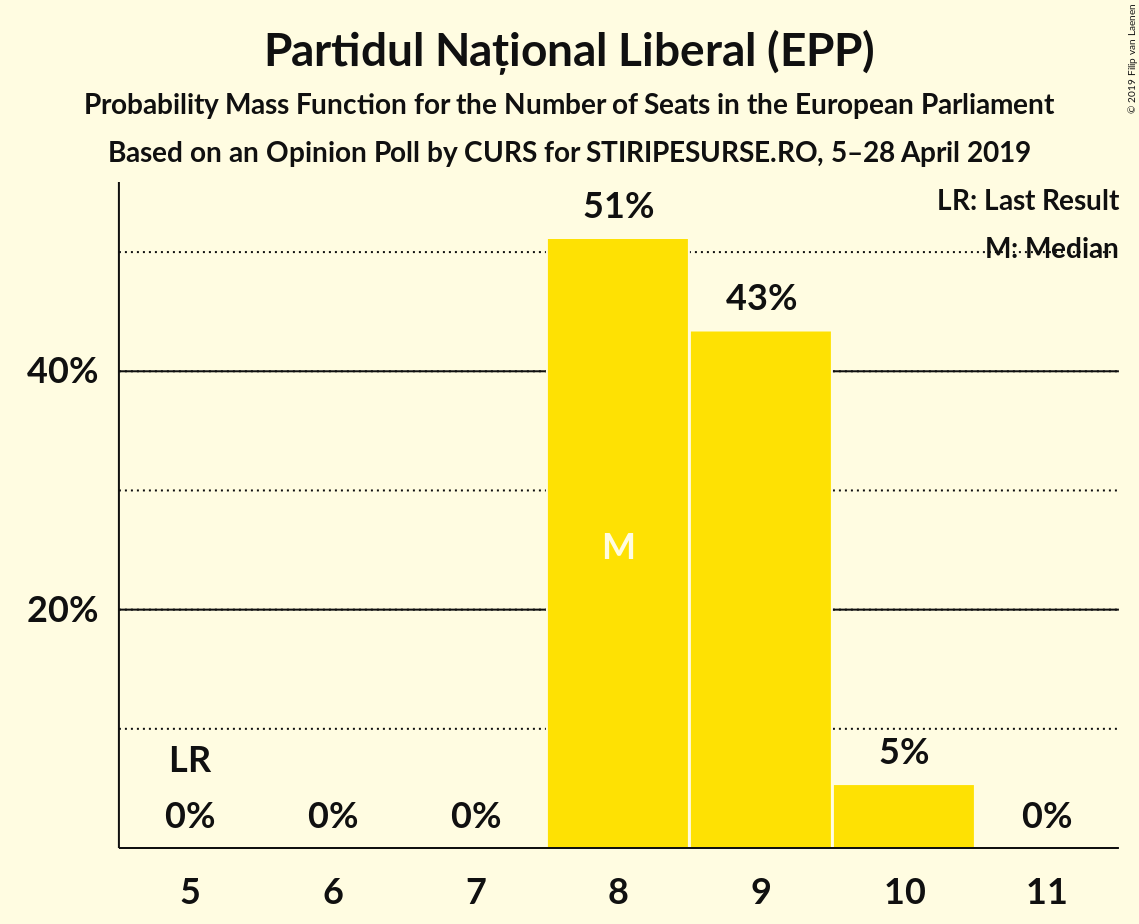 Partidul Național Liberal (EPP)
Probability Mass Function for the Number of Seats in the European Parliament
Based on an Opinion Poll by CURS for STIRIPESURSE.RO, 5–28 April 2019
© 2019 Filip van Laenen
LR: Last Result
M: Median
51%
43%
40%
M
20%
LR
5%
0%
0%
0%
0%
5
6
7
8
9
10
11